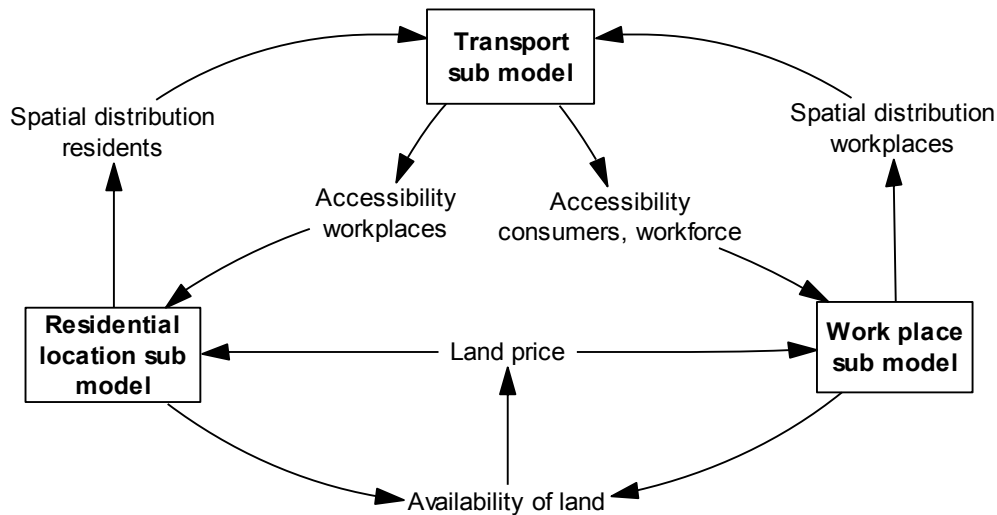 Transport
sub model
Spatial distribution
residents
Spatial distribution
workplaces
Accessibility
workplaces
Accessibility
consumers, workforce
Residential
location sub
model
Land price
Work place
sub model
Availability of land